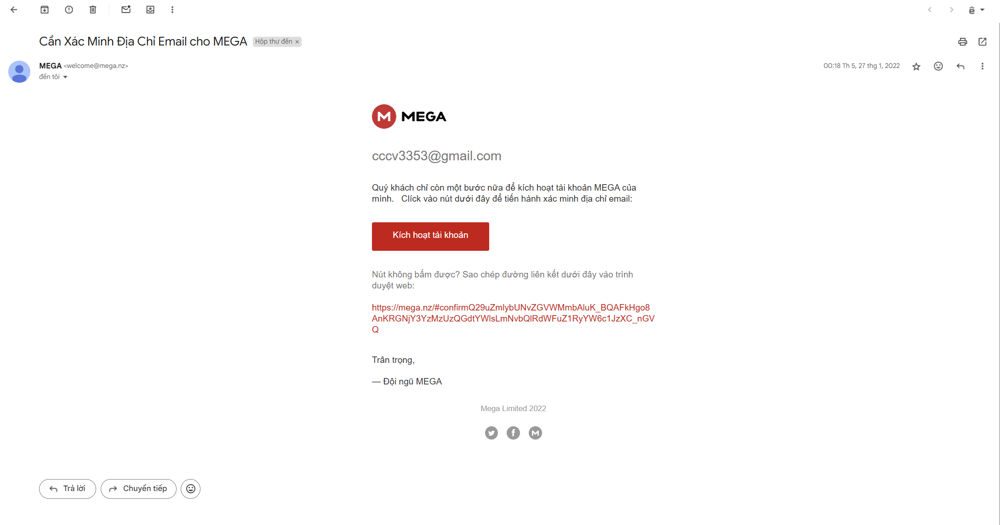 Cần Xác Minh Địa Chỉ Email cho MEGA Hộp thư đến ×
MEGA <welcome@mega.nz>
00:18 Th 5, 27 thg 1, 2022
đến tôi
MEGA
cccv3353@gmail.com
Quý khách chỉ còn một bước nữa để kích hoạt tài khoản MEGA của
mình. Clíck vào nút dưới đây để tiến hành xác minh địa chỉ email:
Kích hoạt tài khoản
Nút không bấm được? Sao chép đường liên kết dưới đây vào trình
duyệt web:
https://mega.nz/#confirmQ29uZmlybUNvZGVWMmbAluK_BQAFkHgo8
AnKRGNjY3YzMzUzQGdtYWlsLmNvbQlRdWFuZ1RyYW6c1JzXC_nGV
Q
Trân trọng,
— Đội ngũ MEGA
Mega Limited 2022
Trả lời
Chuyển tiếp